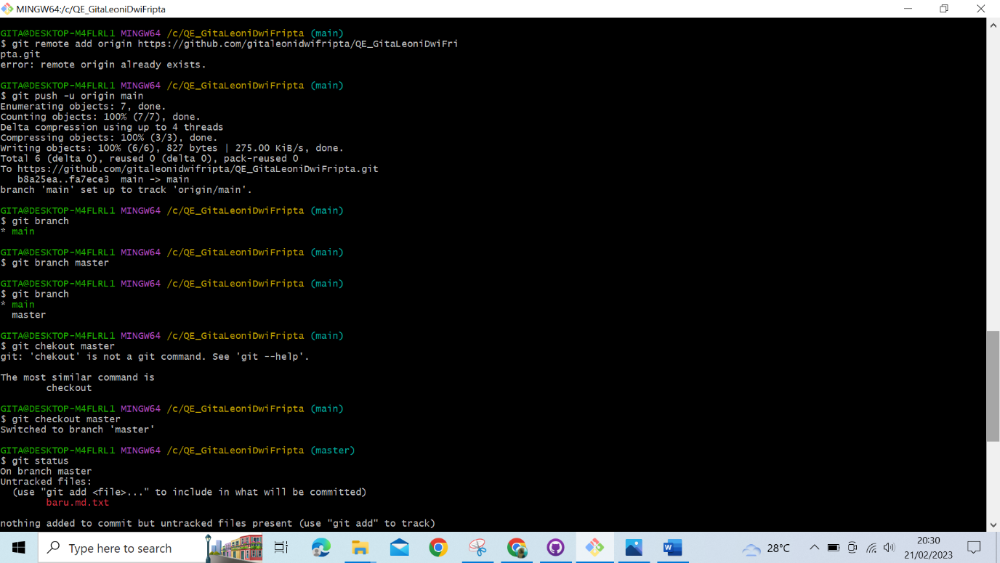 MINGW64:/c/QE_GitaLeoniDwiFripta
GITA@DESKTOP-M4FLRL1 MINGW64 /c/QE_GitaLeoniDwiFripta (main)
$ git remote add origin https://github.com/gitaleonidwifripta/QE_GitaLeoniDwiFri
pta.git
error: remote origin already exists.
GITA@DESKTOP-M4FLRL1 MINGW64 /c/QE_GitaLeoniDwiFripta (main)
$ git push -u origin main
Enumerating objects: 7, done.
Counting objects: 100% (7/7), done.
Delta compression using up to 4 threads
Compressing objects: 100% (3/3), done.
Writing objects: 100% (6/6), 827 bytes | 275.00 KiB/s, done.
Total 6 (delta 0), reused 0 (delta 0), pack-reused 0
To https://github.com/gitaleonidwifripta/QE_GitaLeoniDwiFripta.git
   b8a25ea..fa7ece3  main -> main
branch 'main' set up to track 'origin/main'.
GITA@DESKTOP-M4FLRL1 MINGW64 /c/QE_GitaLeoniDwiFripta (main)
$ git branch
* main
GITA@DESKTOP-M4FLRL1 MINGW64 /c/QE_GitaLeoniDwiFripta (main)
$ git branch master
GITA@DESKTOP-M4FLRL1 MINGW64 /c/QE_GitaLeoniDwiFripta (main)
$ git branch
* main
  master
GITA@DESKTOP-M4FLRL1 MINGW64 /c/QE_GitaLeoniDwiFripta (main)
$ git chekout master
git: 'chekout' is not a git command. See 'git --help'.
The most similar command is
        checkout
GITA@DESKTOP-M4FLRL1 MINGW64 /c/QE_GitaLeoniDwiFripta (main)
$ git checkout master
Switched to branch 'master'
GITA@DESKTOP-M4FLRL1 MINGW64 /c/QE_GitaLeoniDwiFripta (master)
$ git status
On branch master
Untracked files:
  (use "git add <file>..." to include in what will be committed)
        baru.md.txt
nothing added to commit but untracked files present (use "git add" to track)
Type here to search
28°C
20:30
21/02/2023